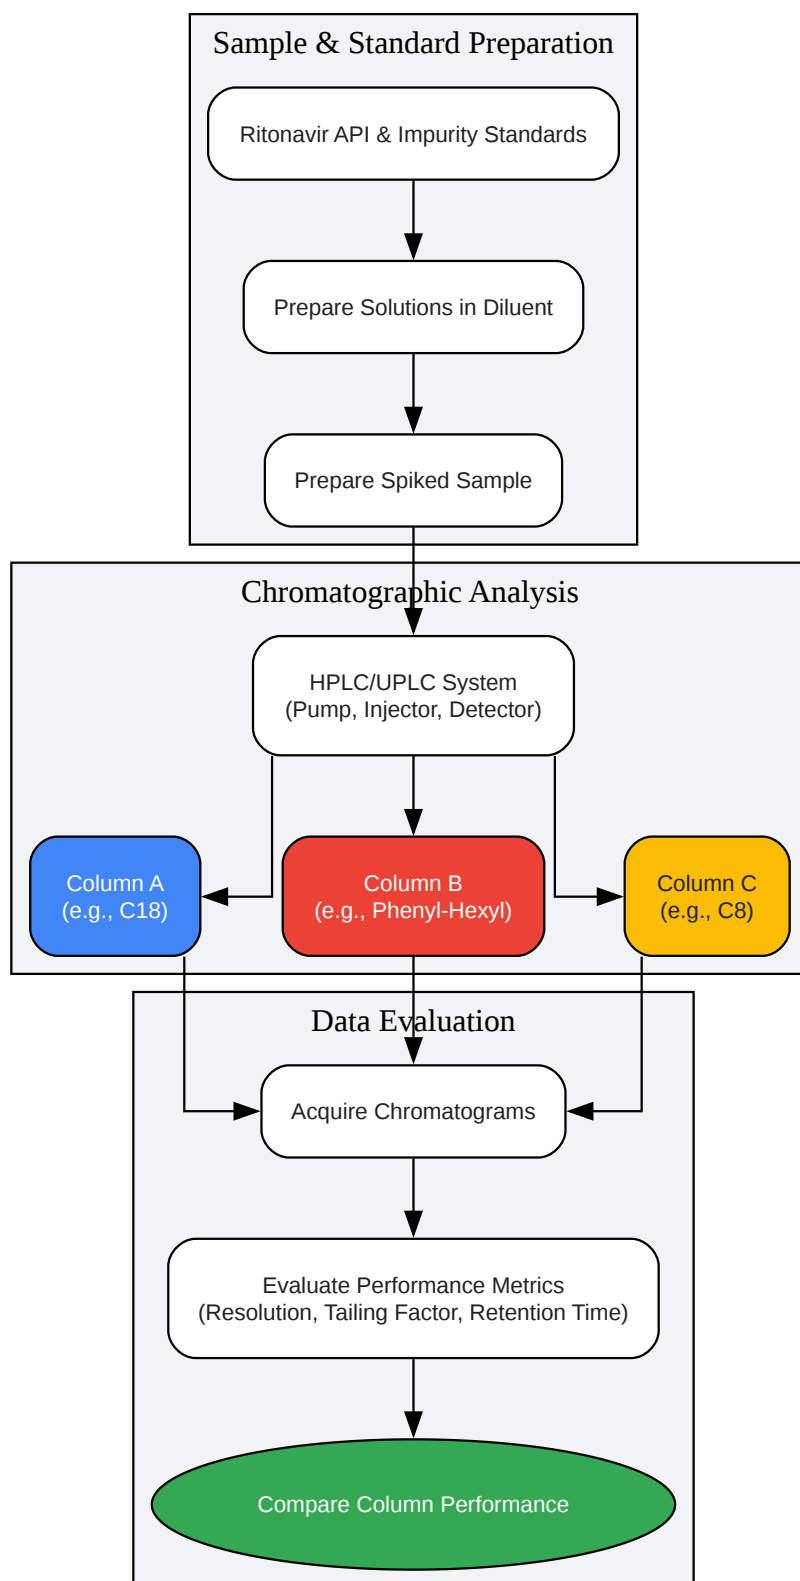 Sample & Standard Preparation
Ritonavir API & Impurity Standards
Prepare Solutions in Diluent
Prepare Spiked Sample
Chromatographic Analysis
HPLC/UPLC System
(Pump, Injector, Detector)
Column A
(e.g., C18)
Column B
(e.g., Phenyl-Hexyl)
Column C
(e.g., C8)
Data Evaluation
Acquire Chromatograms
Evaluate Performance Metrics
(Resolution, Tailing Factor, Retention Time)
Compare Column Performance